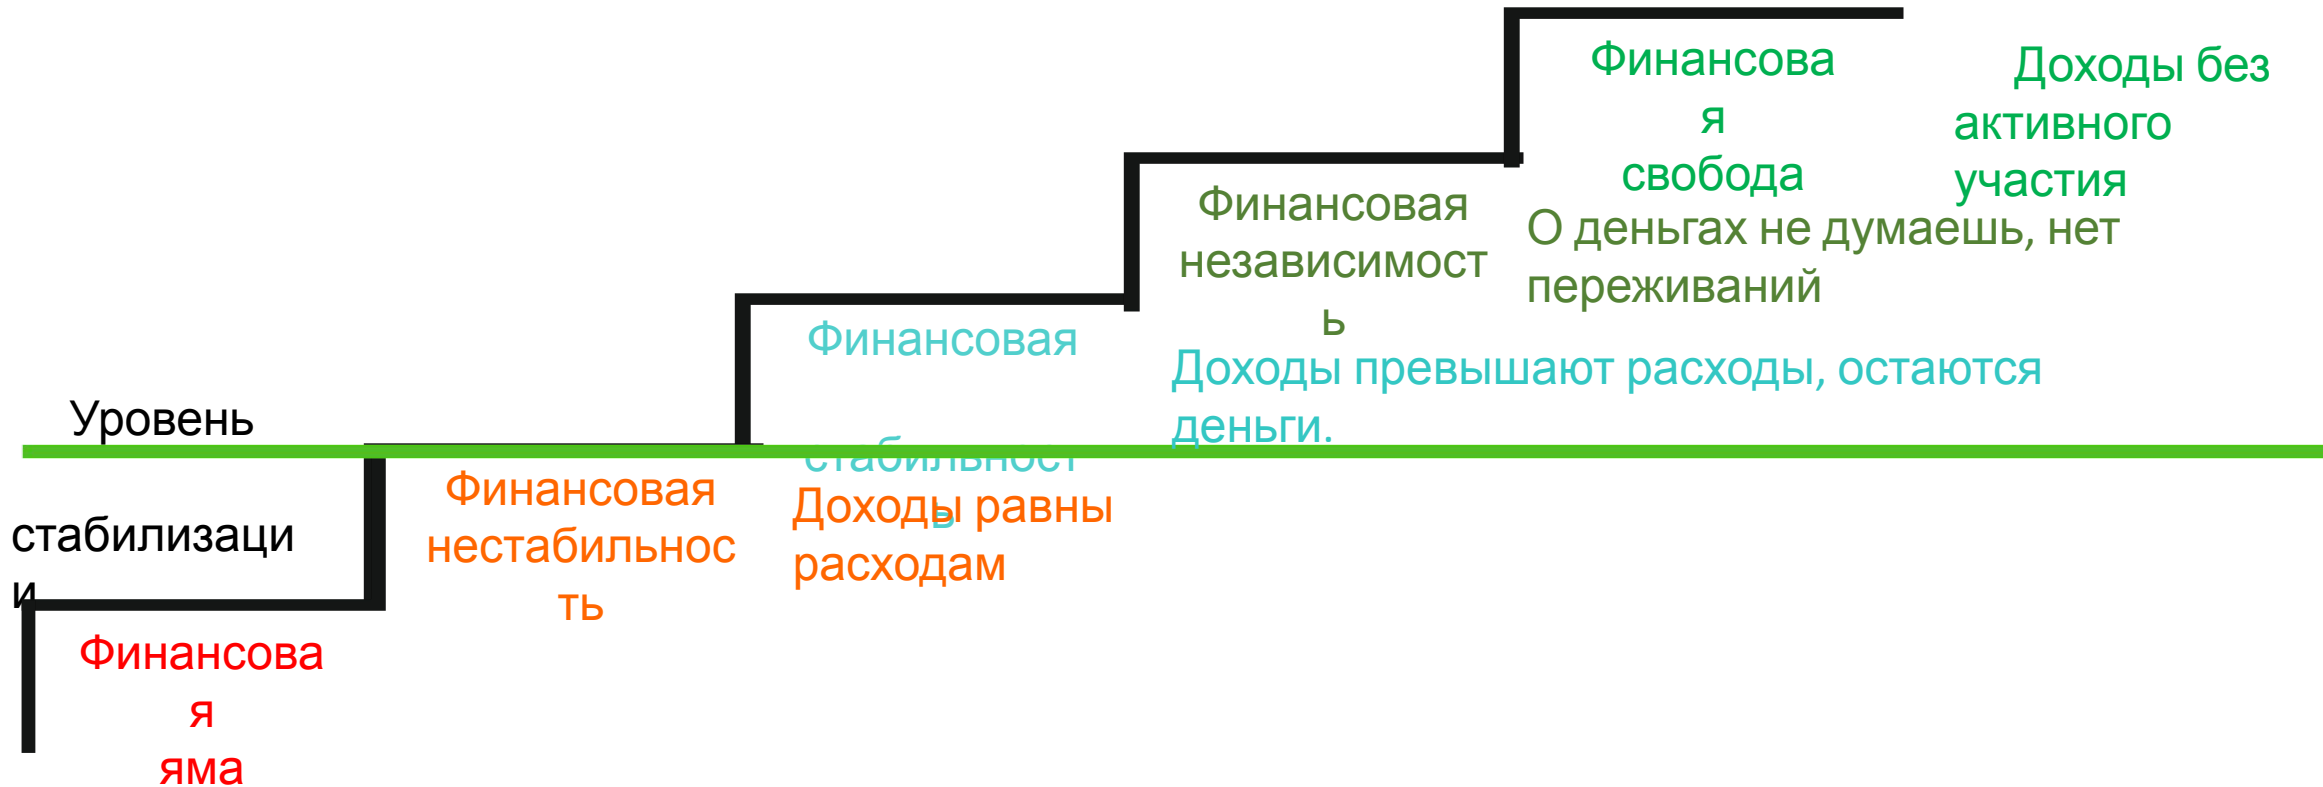 Финансова
я
свобода
Доходы без
активного
участия
Финансовая
независимост
ь
О деньгах не думаешь, нет
переживаний
Финансовая
стабильност
ь
Доходы превышают расходы, остаются
деньги.
Уровень
стабилизаци
и
Финансовая
нестабильнос
ть
Доходы равны
расходам
Финансова
я
яма